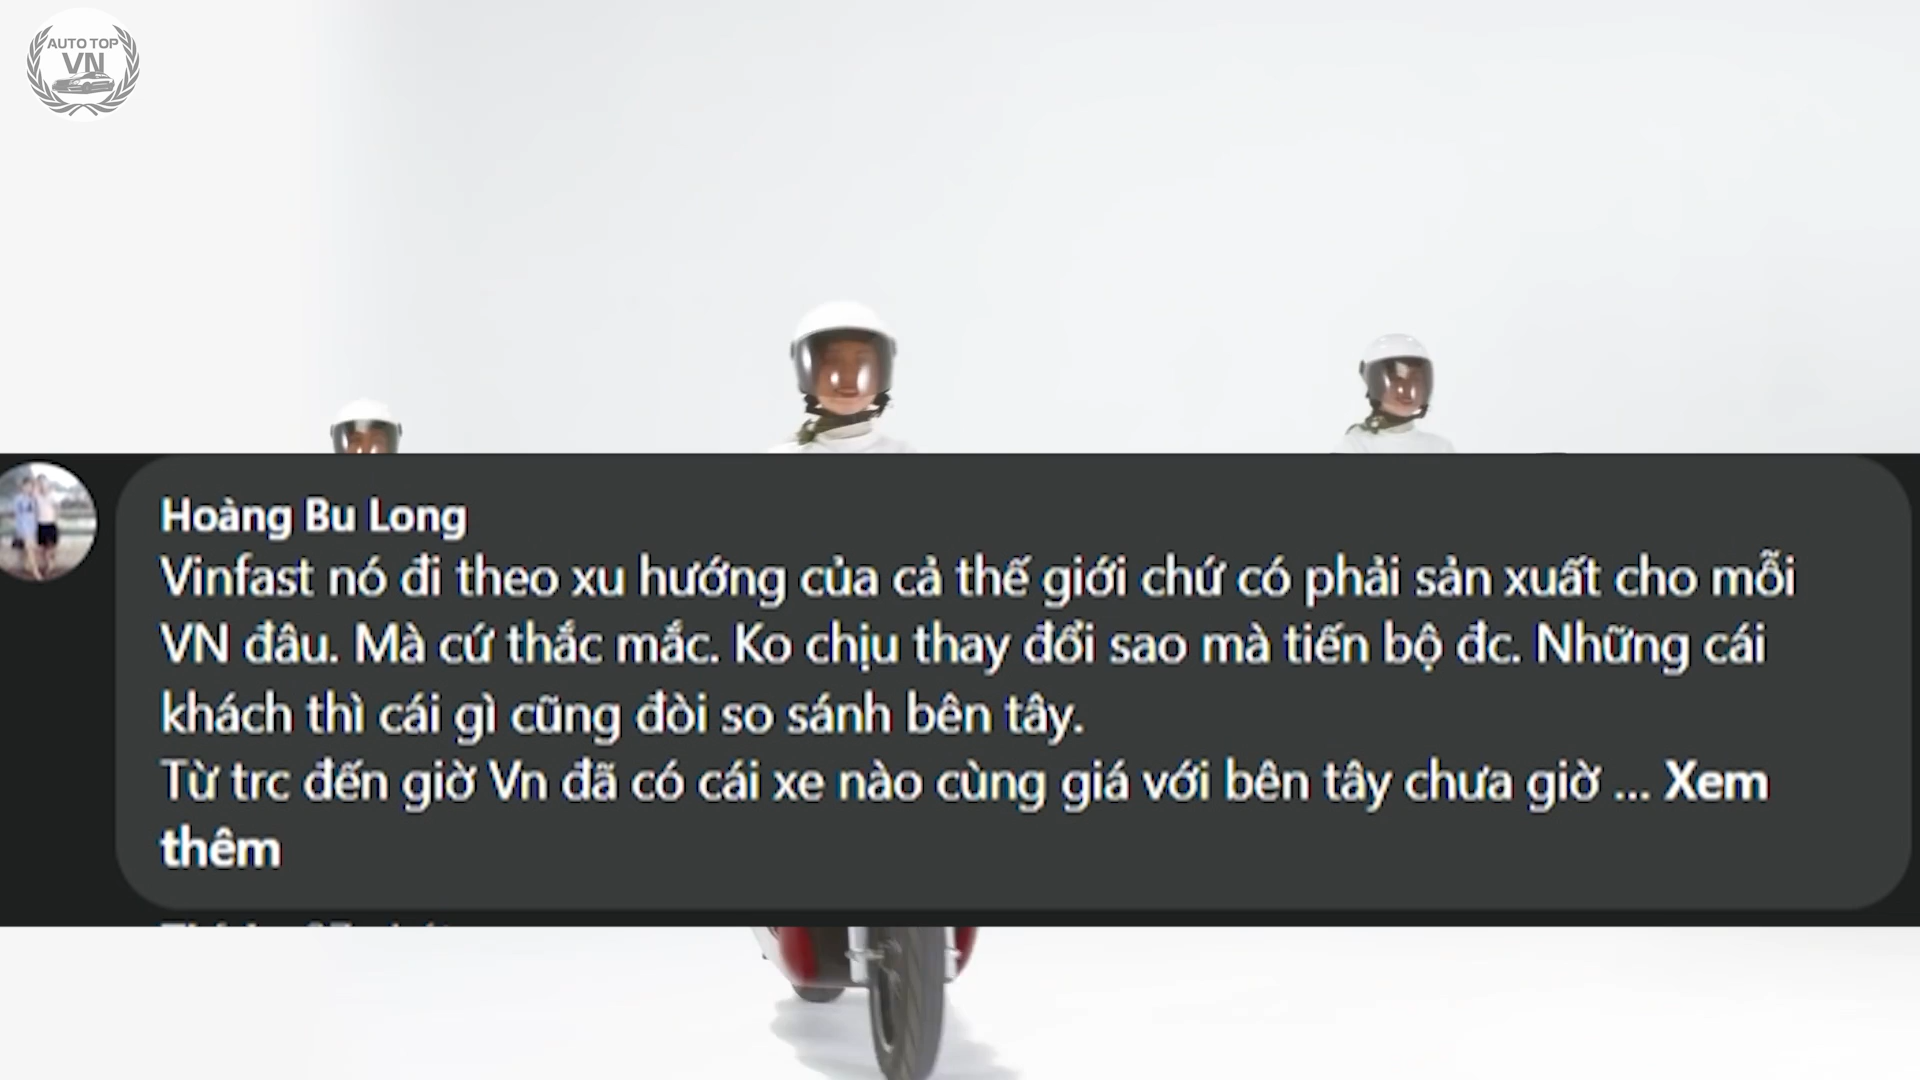 AUTO TOP
VN
Hoàng Bu Long
Vinfast nó đi theo xu hướng của cả thế giới chứ có phải sản xuất cho mỗi
VN đâu. Mà cứ thắc mắc. Ko chịu thay đổi sao mà tiến bộ đc. Những cái
khách thì cái gì cũng đòi so sánh bên tây.
Từ trc đến giờ Vn đã có cái xe nào cùng giá với bên tây chưa giờ ... Xem
thêm